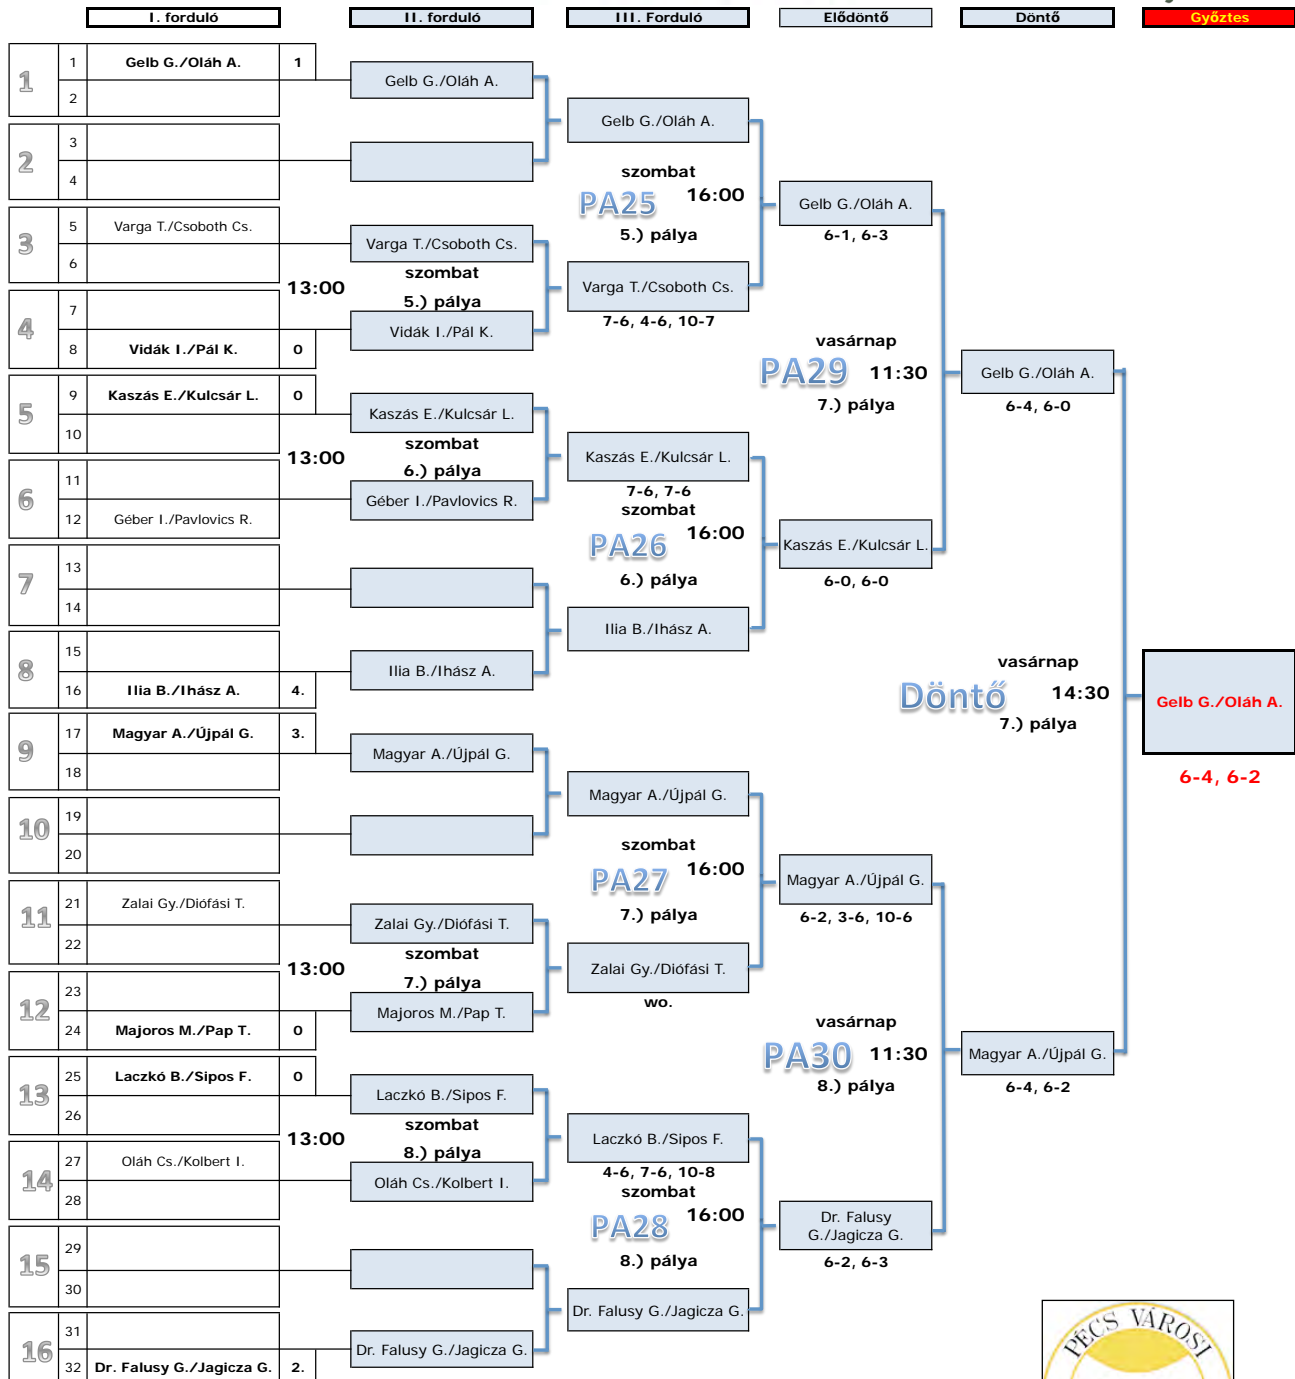 I. forduló
II. forduló
III. Forduló
Elődöntő
Döntő
Győztes
1
1 Gelb G./Oláh A. 1
2
Gelb G./Oláh A.
Gelb G./Oláh A.
2
3
4
szombat
PA25 16:00
5.) pálya
Gelb G./Oláh A.
6-1, 6-3
3
5 Varga T./Csoboth Cs.
6
Varga T./Csoboth Cs.
13:00
szombat
5.) pálya
Varga T./Csoboth Cs.
7-6, 4-6, 10-7
4
7
8 Vidák I./Pál K. 0
Vidák I./Pál K.
vasárnap
PA29 11:30
7.) pálya
Gelb G./Oláh A.
6-4, 6-0
5
9 Kaszás E./Kulcsár L. 0
10
Kaszás E./Kulcsár L.
13:00
szombat
6.) pálya
Kaszás E./Kulcsár L.
7-6, 7-6
6
11
12 Géber I./Pavlovics R.
Géber I./Pavlovics R.
szombat
PA26 16:00
6.) pálya
Kaszás E./Kulcsár L.
6-0, 6-0
7
13
14
Ilia B./Ihász A.
8
15
16 Ilia B./Ihász A. 4.
Ilia B./Ihász A.
vasárnap
Döntő 14:30
7.) pálya
Gelb G./Oláh A.
6-4, 6-2
9
17 Magyar A./Újpál G. 3.
18
Magyar A./Újpál G.
Magyar A./Újpál G.
10
19
20
szombat
PA27 16:00
7.) pálya
Magyar A./Újpál G.
6-2, 3-6, 10-6
11
21 Zalai Gy./Diófási T.
22
Zalai Gy./Diófási T.
13:00
szombat
7.) pálya
Zalai Gy./Diófási T.
wo.
12
23
24 Majoros M./Pap T. 0
Majoros M./Pap T.
vasárnap
PA30 11:30
8.) pálya
Magyar A./Újpál G.
6-4, 6-2
13
25 Laczkó B./Sipos F. 0
26
Laczkó B./Sipos F.
13:00
szombat
8.) pálya
Laczkó B./Sipos F.
4-6, 7-6, 10-8
14
27 Oláh Cs./Kolbert I.
28
Oláh Cs./Kolbert I.
szombat
PA28 16:00
8.) pálya
Dr. Falusy
G./Jagicza G.
6-2, 6-3
15
29
30
Dr. Falusy G./Jagicza G.
16
31
32 Dr. Falusy G./Jagicza G. 2.
Dr. Falusy G./Jagicza G.
PÉCS VÁROSI